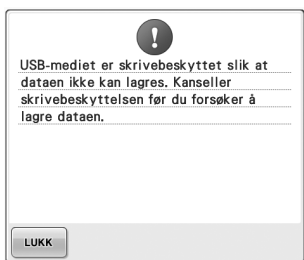 USB-mediet er skrivebeskyttet slik at
dataen ikke kan lagres. Kanseller
skrivebeskyttelsen før du forsøker å
lagre dataen.
LUKK